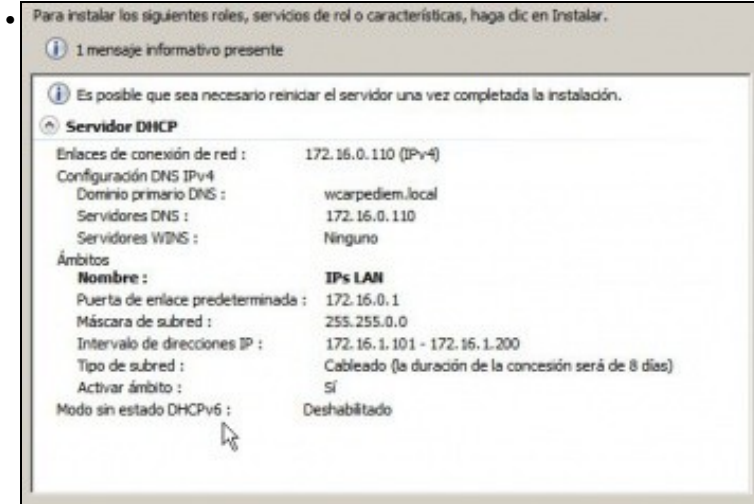 Para instalar los siguientes roles, servicios de rol o características, haga clic en Instalar.
1 mensaje informativo presente
Es posible que sea necesario reiniciar el servidor una vez completada la instalación.
Servidor DHCP
Enlaces de conexión de red : 172.16.0.110 (IPv4)
Configuración DNS IPv4
Dominio primario DNS : wcarpediem.local
Servidores DNS : 172.16.0.110
Servidores WINS : Ninguno
Ámbitos
Nombre : IPs LAN
Puerta de enlace predeterminada : 172.16.0.1
Máscara de subred : 255.255.0.0
Intervalo de direcciones IP : 172.16.1.101 - 172.16.1.200
Tipo de subred : Cableado (la duración de la concesión será de 8 días)
Activar ámbito : Sí
Modo sin estado DHCPv6 : Deshabilitado